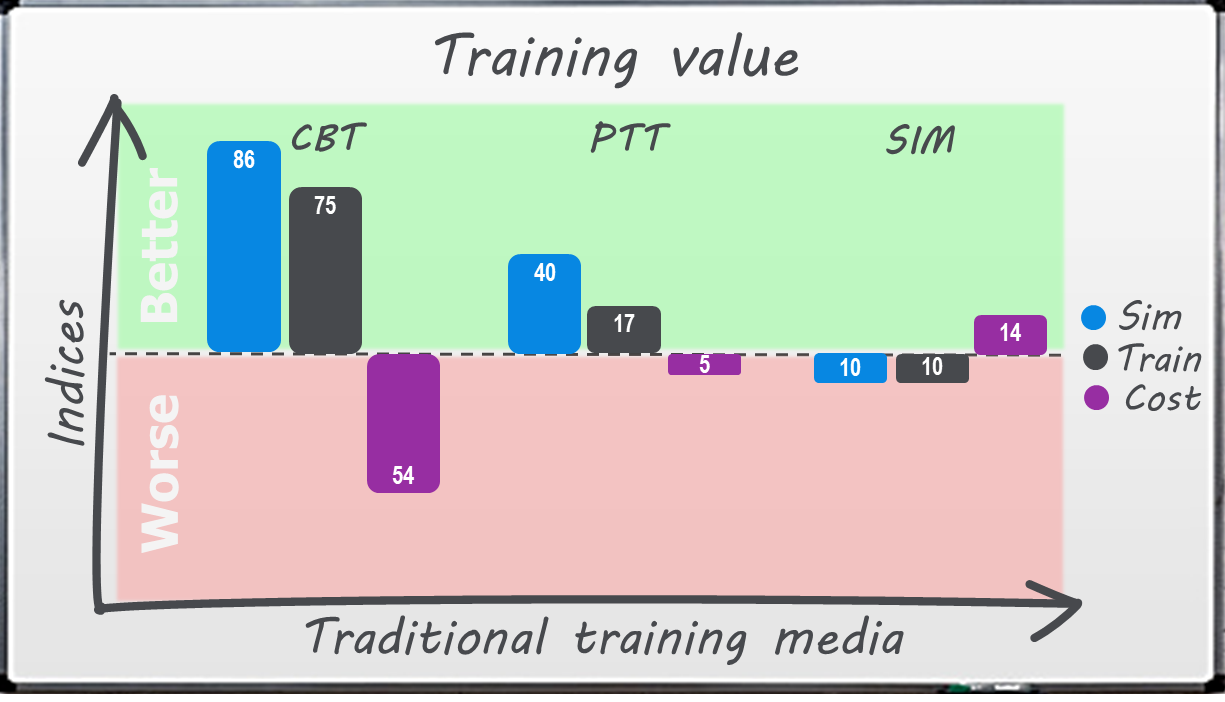 Training value
CBT
PTT
SIM
86
75
54
40
17
5
10
10
14
Better
Worse
Indices
Sim
Train
Cost
Traditional training media